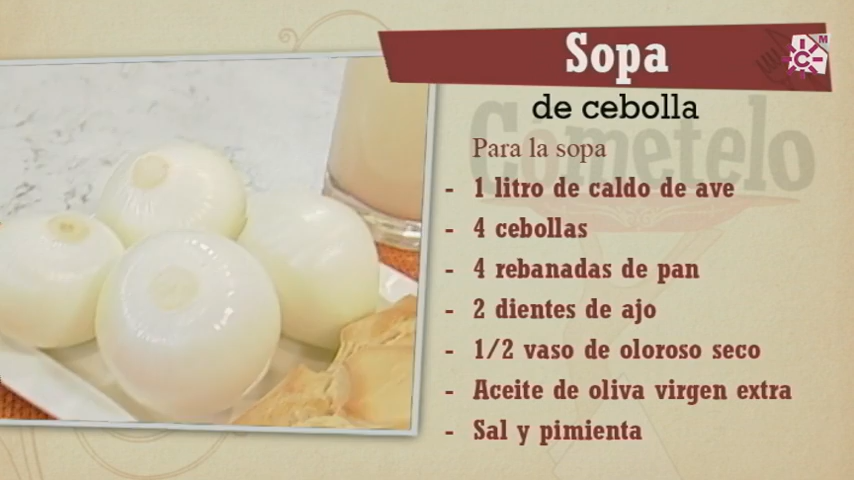 Sopa
de cebolla
Cómetelo
Para la sopa
- 1 litro de caldo de ave
- 4 cebollas
- 4 rebanadas de pan
- 2 dientes de ajo
- 1/2 vaso de oloroso seco
- Aceite de oliva virgen extra
- Sal y pimienta
M